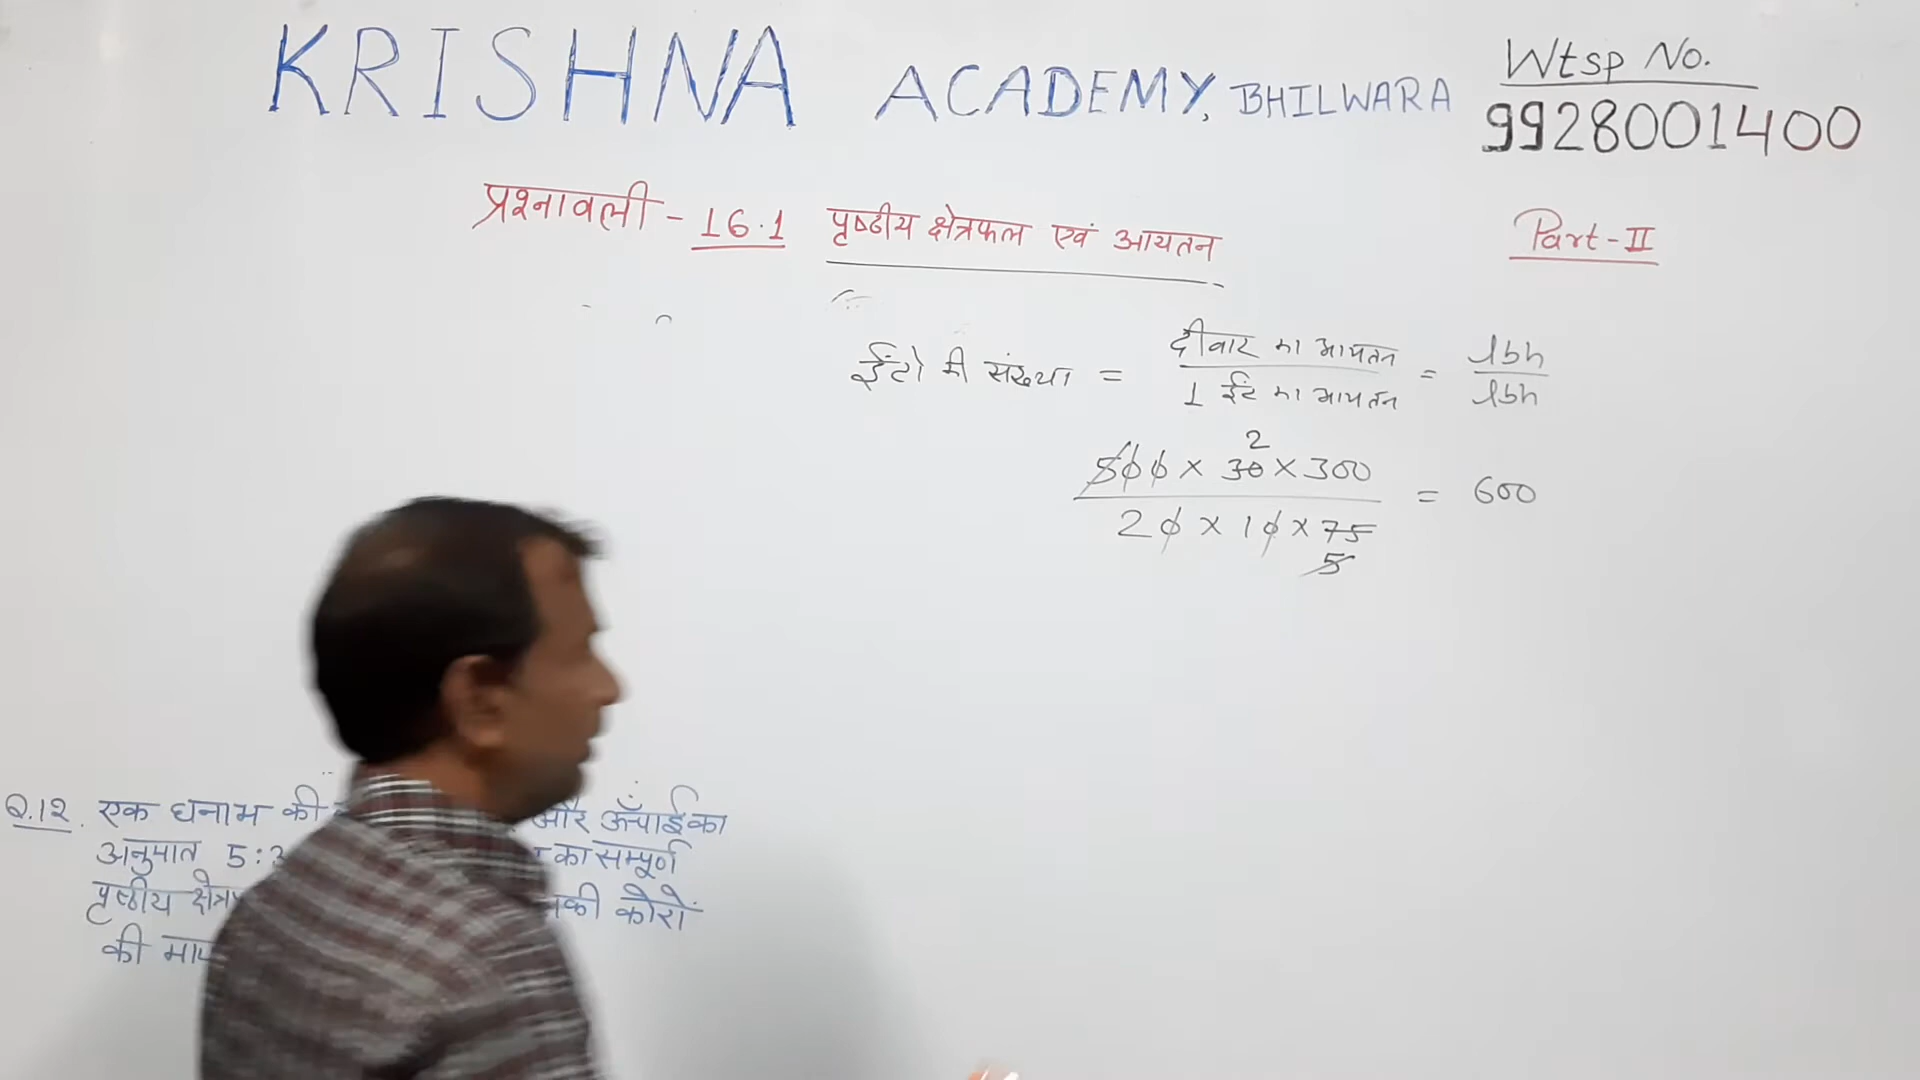 KRISHNA ACADEMY, BHILWARA
Wtsp No.
9928001400
प्रश्नावली - 16.1 पृष्ठीय क्षेत्रफल एवं आयतन
Part-II
ईंटो की संख्या = दीवार का आयतन / 1 ईंट का आयतन = lbh / lbh
2
500 × 30 × 300 / 20 × 10 × 75 = 600
5
Q.12. एक घनाभ की और ऊँचाई का
अनुपात 5:3 का सम्पूर्ण
पृष्ठीय कोरों
की